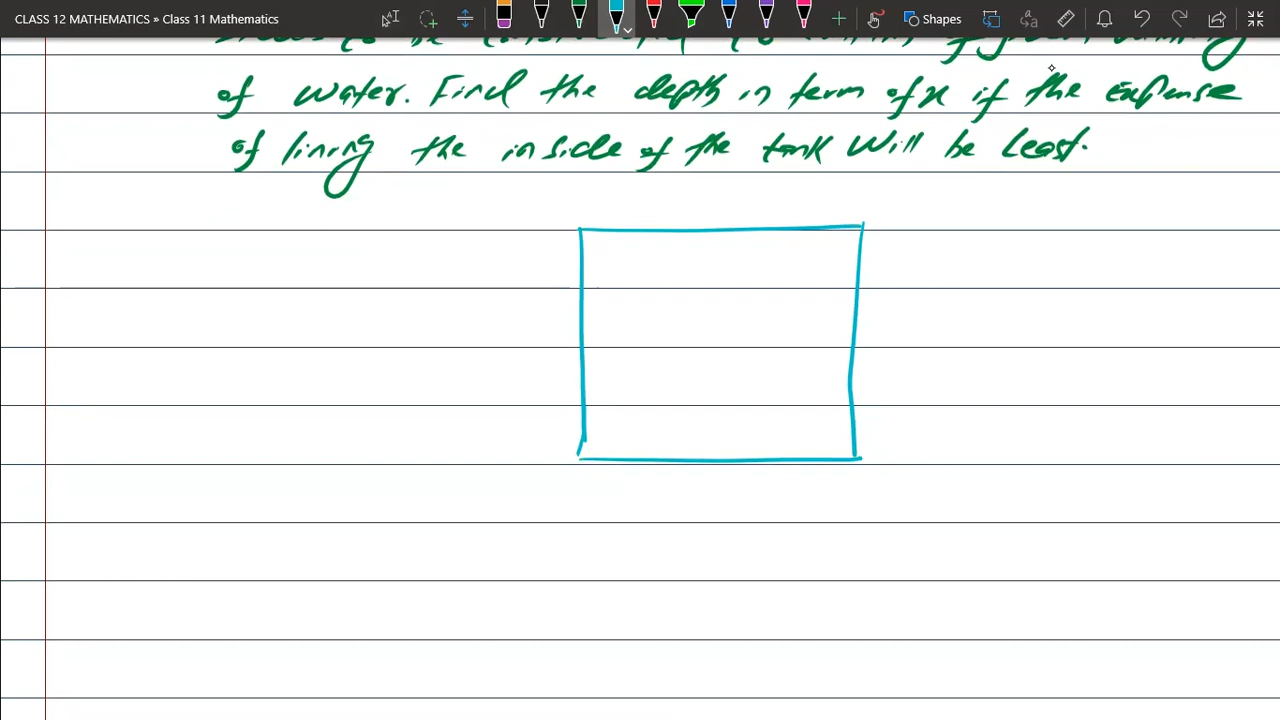 CLASS 12 MATHEMATICS » Class 11 Mathematics
Shapes
of water. Find the depth in term of x if the expense
of lining the inside of the tank will be least.